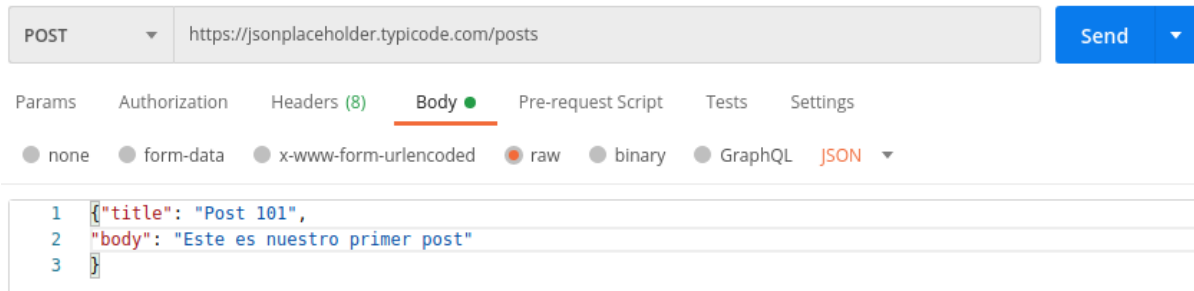 POST https://jsonplaceholder.typicode.com/posts Send
Params Authorization Headers (8) Body Pre-request Script Tests Settings
none form-data x-www-form-urlencoded raw binary GraphQL JSON
1 {"title": "Post 101",
2 "body": "Este es nuestro primer post"
3 }